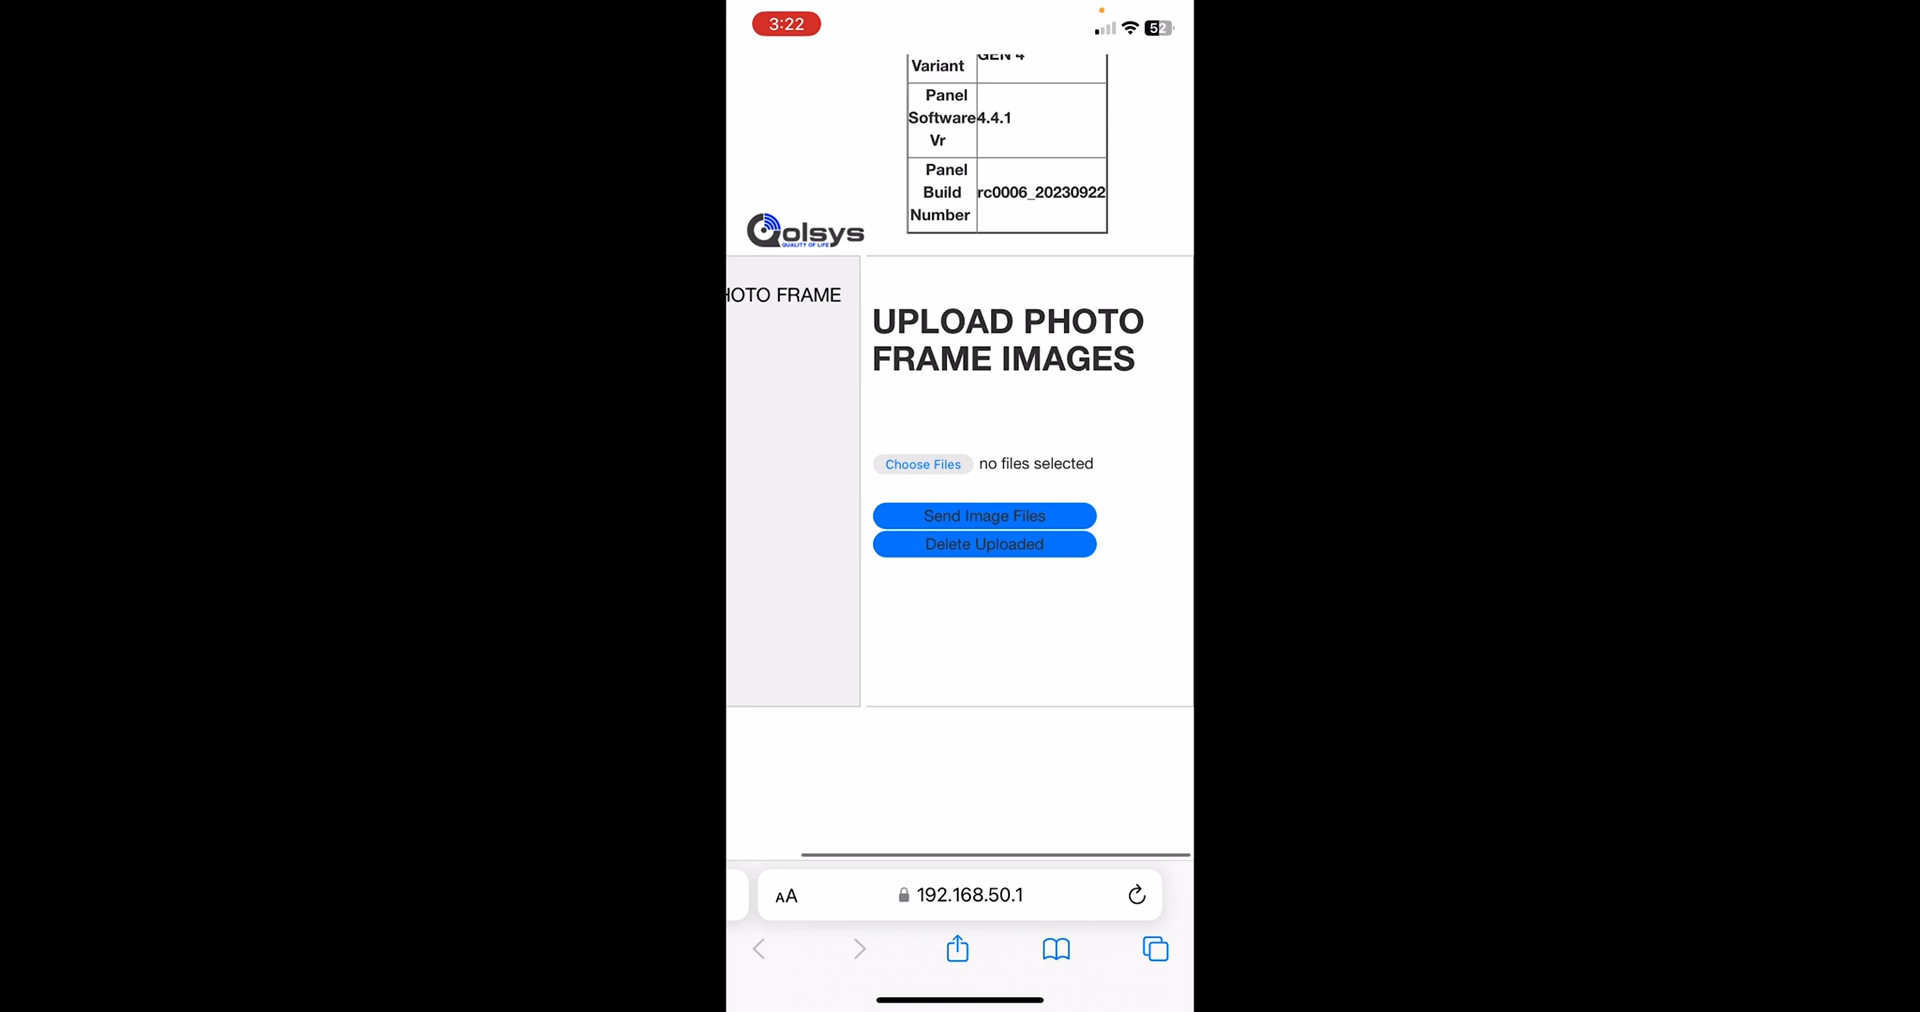 3:22
52
GEN 4
Variant
Panel
Software
Vr
4.4.1
Panel
Build
Number
rc0006_20230922
Qolsys
QUALITY OF LIFE
HOTO FRAME
UPLOAD PHOTO
FRAME IMAGES
Choose Files no files selected
Send Image Files
Delete Uploaded
AA 192.168.50.1